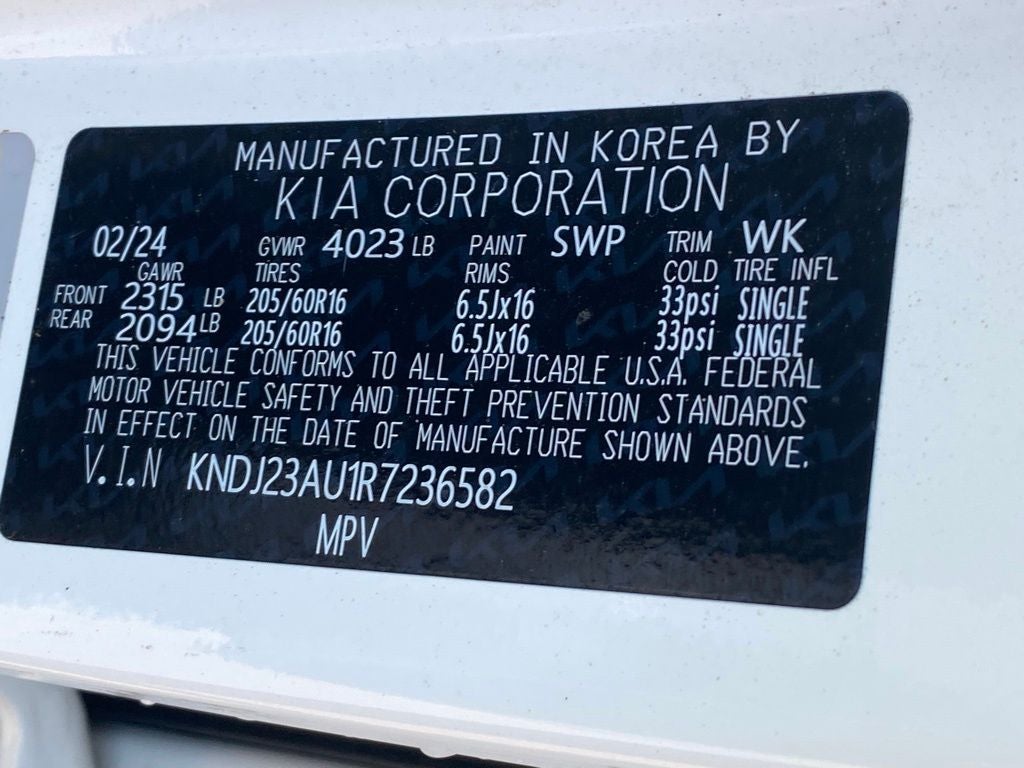 MANUFACTURED IN KOREA BY
KIA CORPORATION
02/24 GVWR 4023 LB PAINT SWP TRIM WK
GAWR TIRES RIMS COLD TIRE INFL
FRONT 2315 LB 205/60R16 6.5Jx16 33psi SINGLE
REAR 2094 LB 205/60R16 6.5Jx16 33psi SINGLE
THIS VEHICLE CONFORMS TO ALL APPLICABLE U.S.A. FEDERAL
MOTOR VEHICLE SAFETY AND THEFT PREVENTION STANDARDS
IN EFFECT ON THE DATE OF MANUFACTURE SHOWN ABOVE.
V.I.N KNDJ23AU1R7236582
MPV